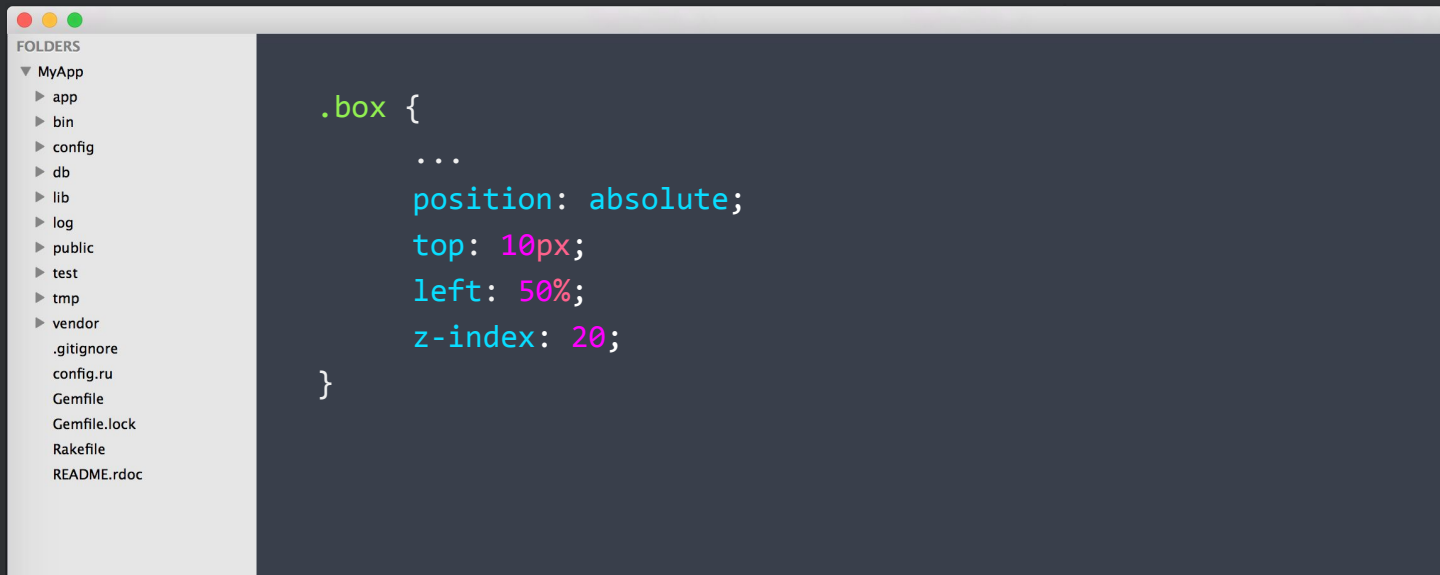 FOLDERS
MyApp
app
bin
config
db
lib
log
public
test
tmp
vendor
.gitignore
config.ru
Gemfile
Gemfile.lock
Rakefile
README.rdoc
.box {
...
position: absolute;
top: 10px;
left: 50%;
z-index: 20;
}